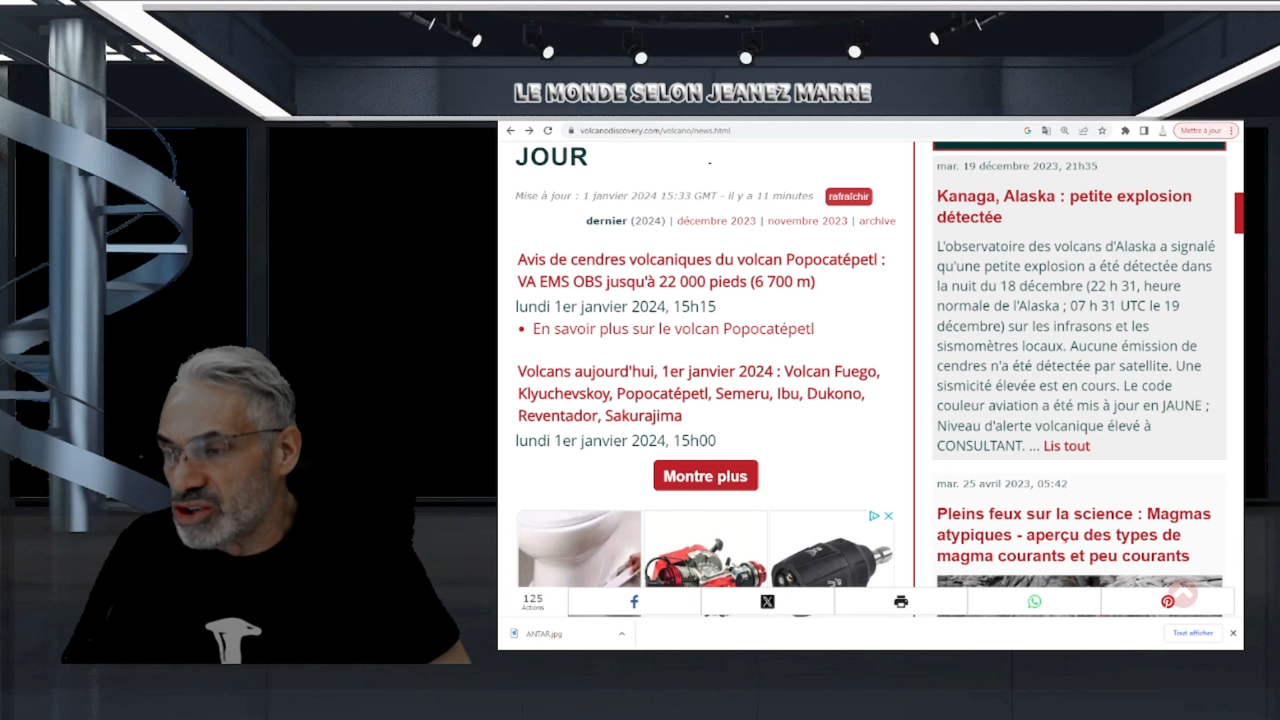 LE MONDE SELON JEANEZ MARRE
volcanodiscovery.com/volcano/news.html
Mettre à jour
JOUR
Mise à jour : 1 janvier 2024 15:33 GMT - il y a 11 minutes
rafraîchir
dernier (2024) | décembre 2023 | novembre 2023 | archive
Avis de cendres volcaniques du volcan Popocatépetl :
VA EMS OBS jusqu'à 22 000 pieds (6 700 m)
lundi 1er janvier 2024, 15h15
• En savoir plus sur le volcan Popocatépetl
Volcans aujourd'hui, 1er janvier 2024 : Volcan Fuego,
Klyuchevskoy, Popocatépetl, Semeru, Ibu, Dukono,
Reventador, Sakurajima
lundi 1er janvier 2024, 15h00
Montre plus
mar. 19 décembre 2023, 21h35
Kanaga, Alaska : petite explosion
détectée
L'observatoire des volcans d'Alaska a signalé
qu'une petite explosion a été détectée dans
la nuit du 18 décembre (22 h 31, heure
normale de l'Alaska ; 07 h 31 UTC le 19
décembre) sur les infrasons et les
sismomètres locaux. Aucune émission de
cendres n'a été détectée par satellite. Une
sismicité élevée est en cours. Le code
couleur aviation a été mis à jour en JAUNE ;
Niveau d'alerte volcanique élevé à
CONSULTANT. ... Lis tout
mar. 25 avril 2023, 05:42
Pleins feux sur la science : Magmas
atypiques - aperçu des types de
magma courants et peu courants
125
Actions
ANTAR.jpg
Tout afficher